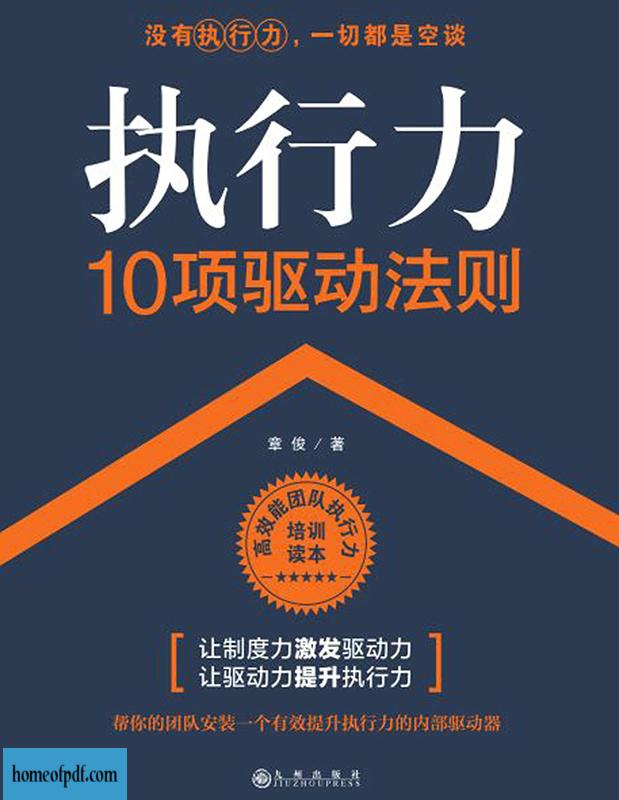 没有执行力，一切都是空谈
执行力
10项驱动法则
章 俊 / 著
高效能团队执行力
培训
读本
★★★★★
让制度力激发驱动力
让驱动力提升执行力
帮你的团队安装一个有效提升执行力的内部驱动器
homeofpdf.com
九州出版社
JIUZHOUPRESS